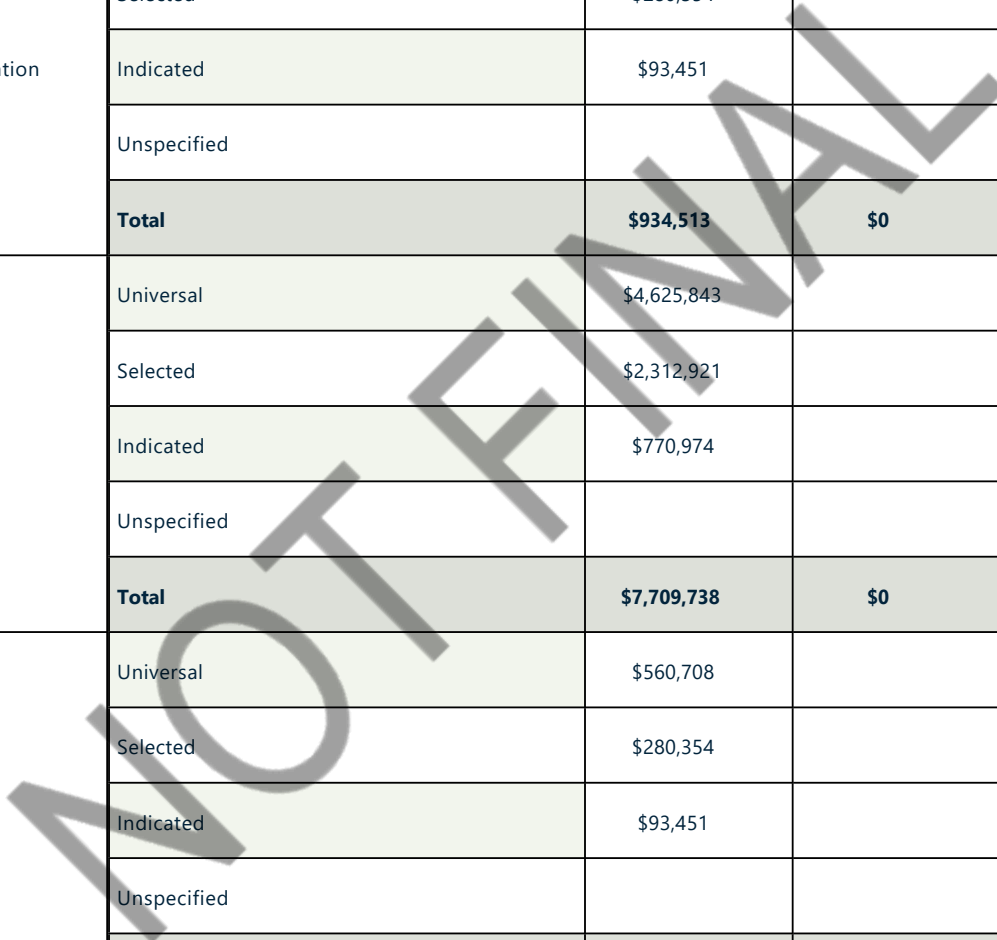 Indicated $93,451
ation
Unspecified
Total $934,513 $0
Universal $4,625,843
Selected $2,312,921
Indicated $770,974
Unspecified
Total $7,709,738 $0
Universal $560,708
Selected $280,354
Indicated $93,451
Unspecified
NOT FINAL